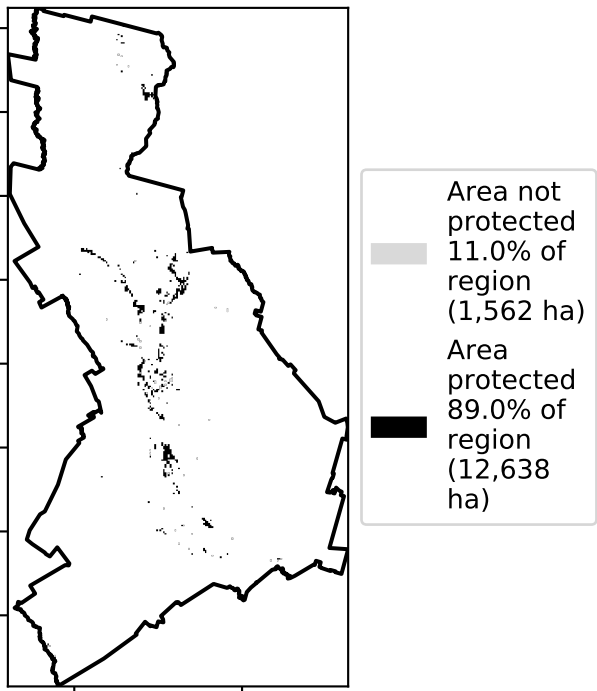 Area not
protected
11.0% of
region
(1,562 ha)
Area
protected
89.0% of
region
(12,638
ha)